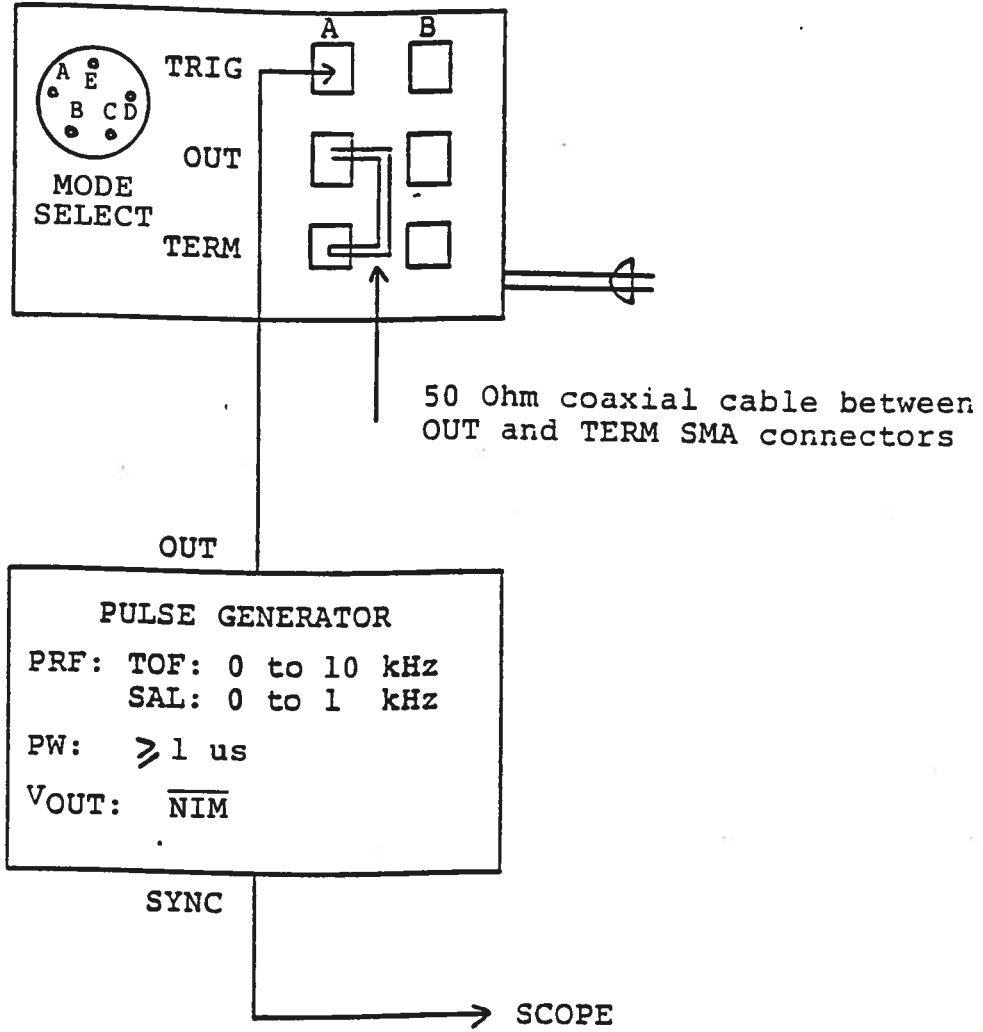 A B
TRIG
A
E
B C D
OUT
MODE
SELECT
TERM
50 Ohm coaxial cable between
OUT and TERM SMA connectors
OUT
PULSE GENERATOR
PRF: TOF: 0 to 10 kHz
SAL: 0 to 1 kHz
PW: ⩾ 1 us
VOUT: N̅I̅M̅
SYNC
SCOPE